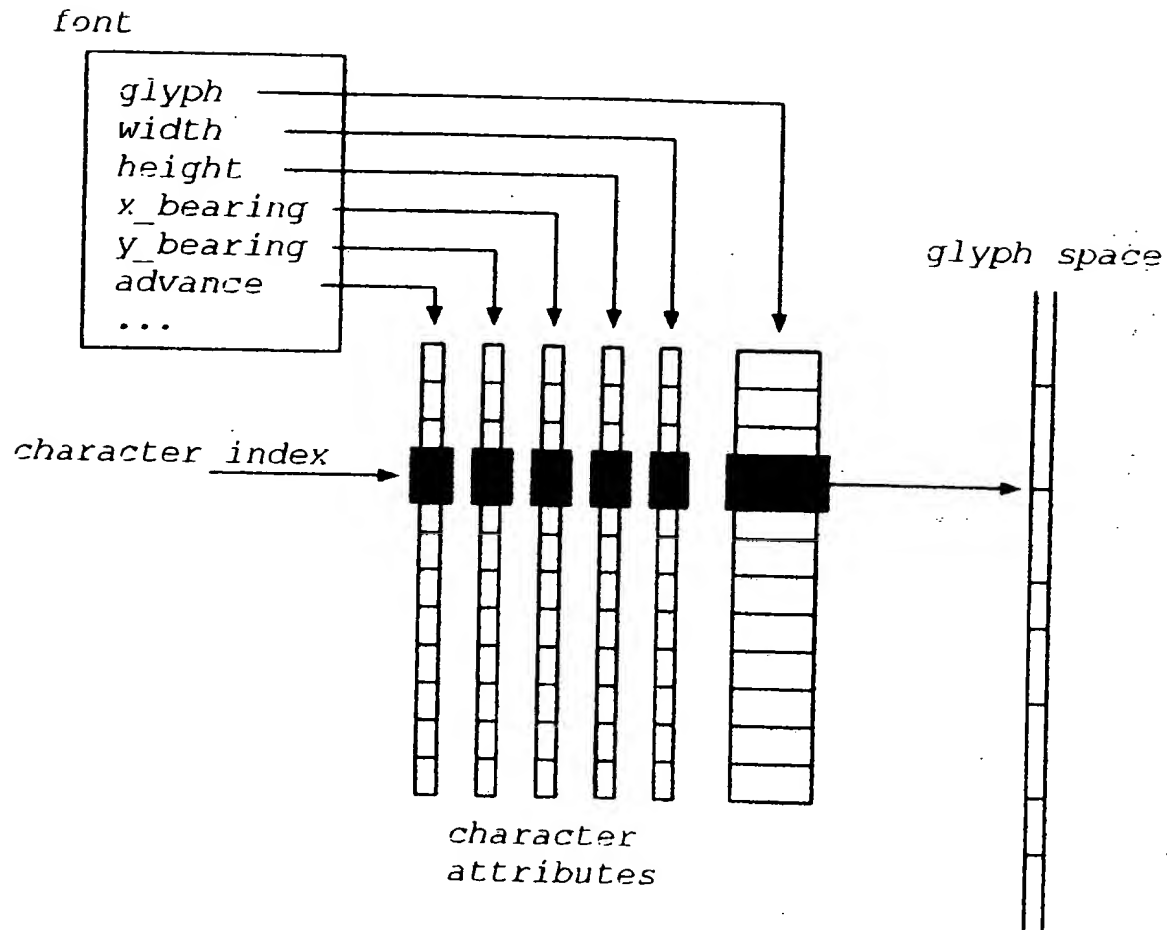 font
glyph
width
height
x_bearing
y_bearing
advance
...
glyph space
character index
character
attributes